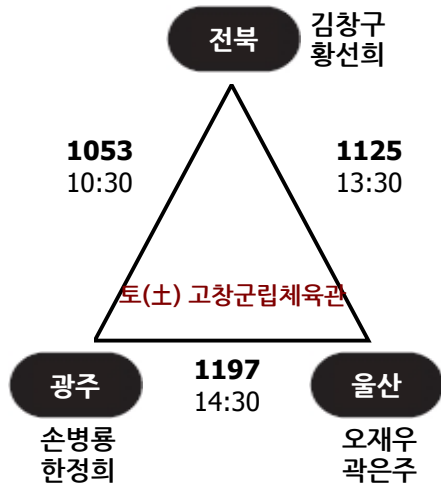 전북
김창구
황선희
1053
10:30
1125
13:30
토(土) 고창군립체육관
광주
1197
14:30
울산
손병룡
한정희
오재우
곽은주